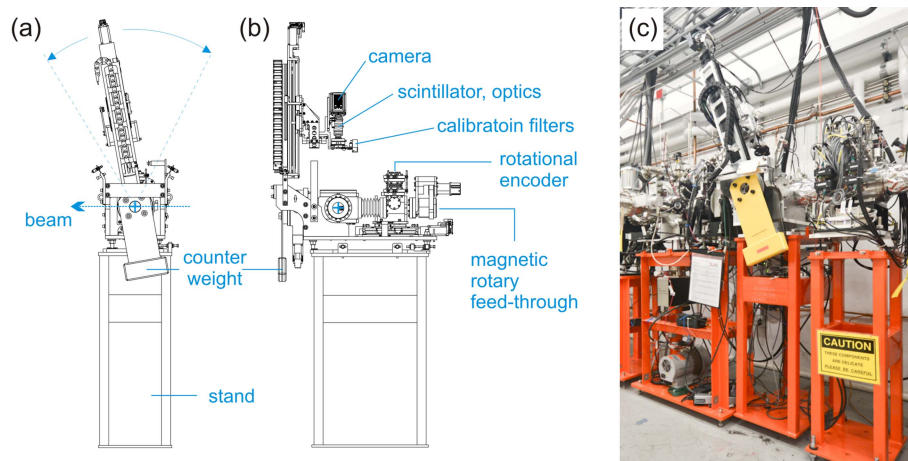 (a)
(b)
(c)
camera
scintillator, optics
calibratoin filters
rotational
encoder
beam
counter
weight
magnetic
rotary
feed-through
stand
CAUTION
THESE COMPONENTS
ARE DELICATE
PLEASE BE CAREFUL